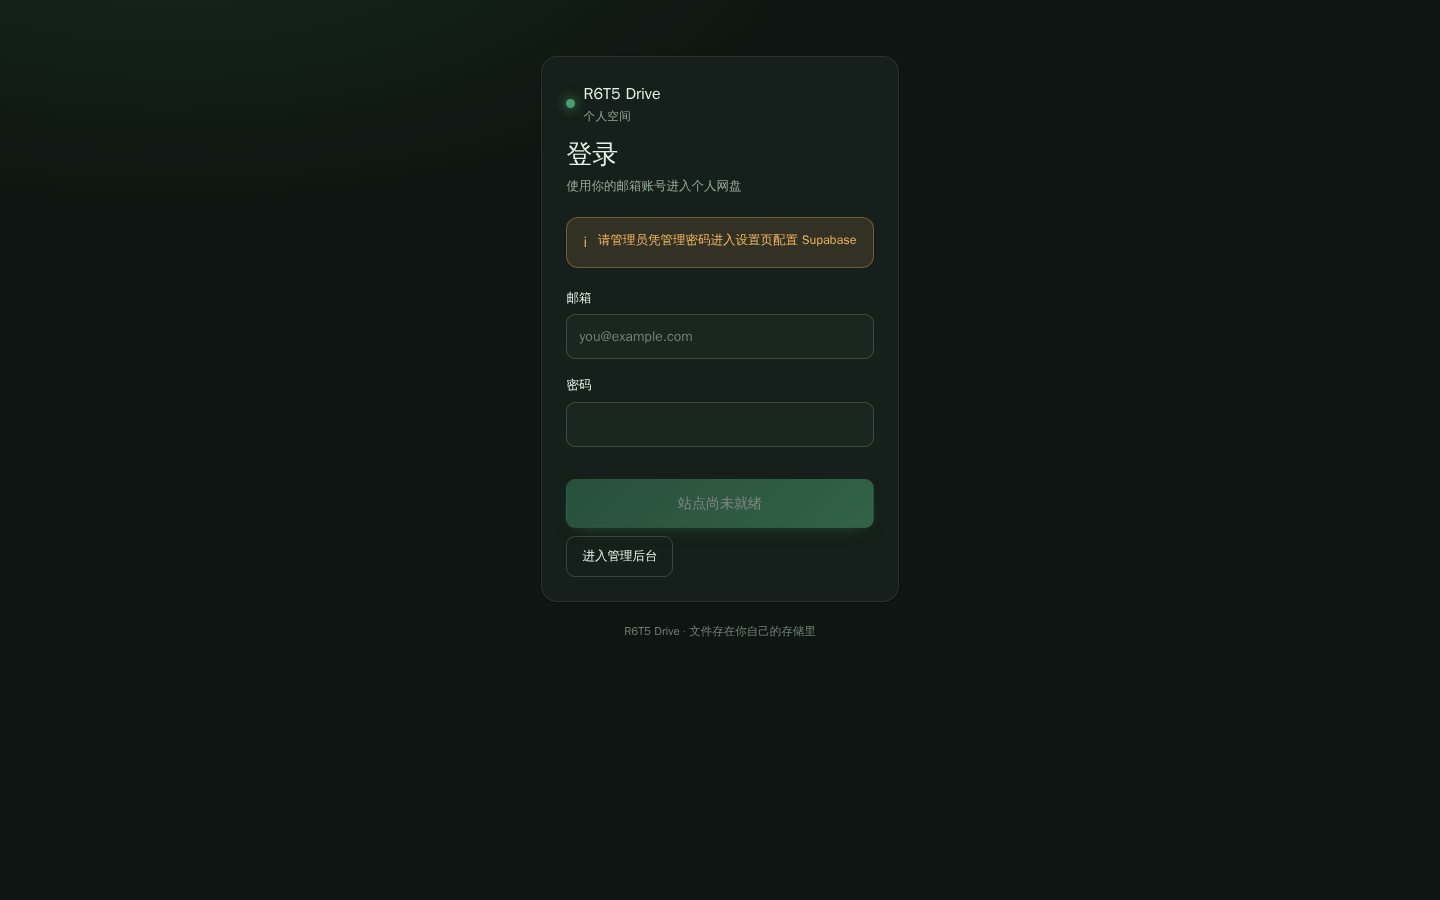 R6T5 Drive
个人空间
登录
使用你的邮箱账号进入个人网盘
i 请管理员凭管理密码进入设置页配置 Supabase
邮箱
you@example.com
密码
站点尚未就绪
进入管理后台
R6T5 Drive · 文件存在你自己的存储里